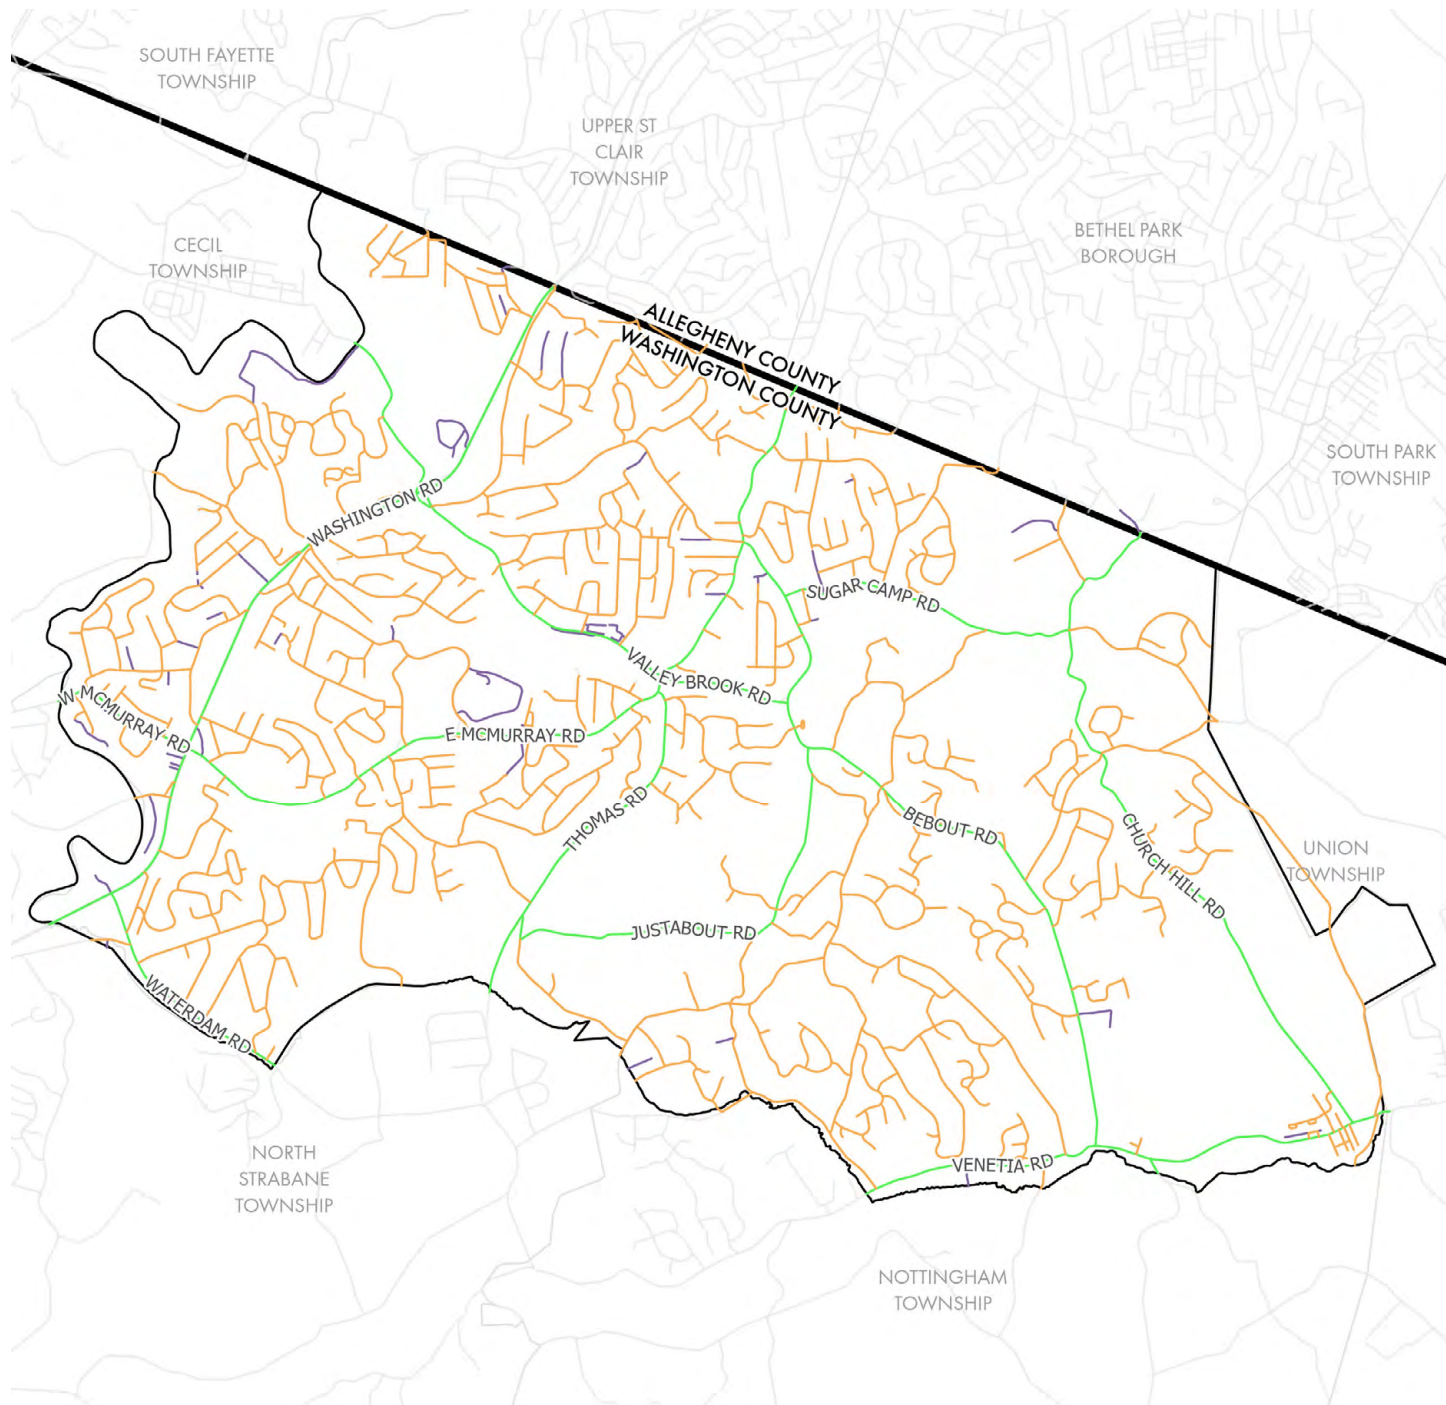 SOUTH FAYETTE
TOWNSHIP
UPPER ST
CLAIR
TOWNSHIP
CECIL
TOWNSHIP
BETHEL PARK
BOROUGH
ALLEGHENY COUNTY
WASHINGTON COUNTY
SOUTH PARK
TOWNSHIP
WASHINGTON RD
SUGAR CAMP RD
VALLEY BROOK RD
W MCMURRAY RD
E MCMURRAY RD
THOMAS RD
BEBOUT RD
CHURCH HILL RD
UNION
TOWNSHIP
JUSTABOUT RD
WATERDAM RD
VENETIA RD
NORTH
STRABANE
TOWNSHIP
NOTTINGHAM
TOWNSHIP